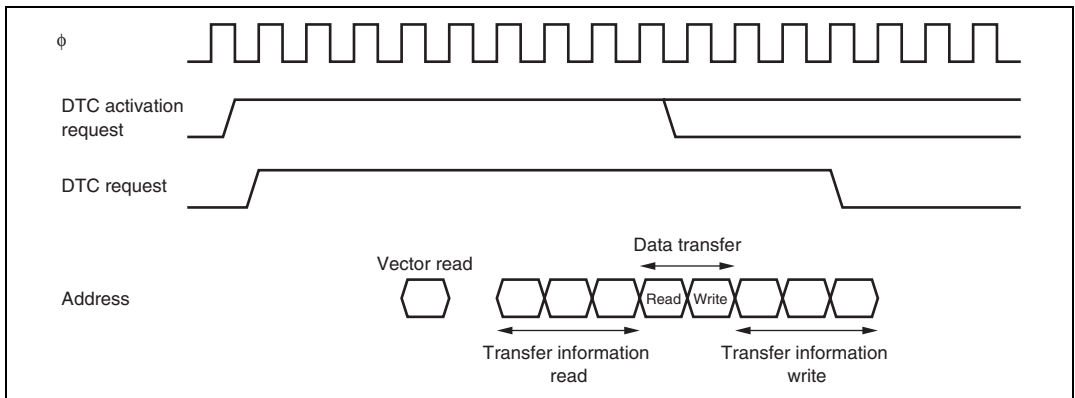 φ
DTC activation
request
DTC request
Data transfer
Vector read
Address
Read Write
Transfer information
read
Transfer information
write